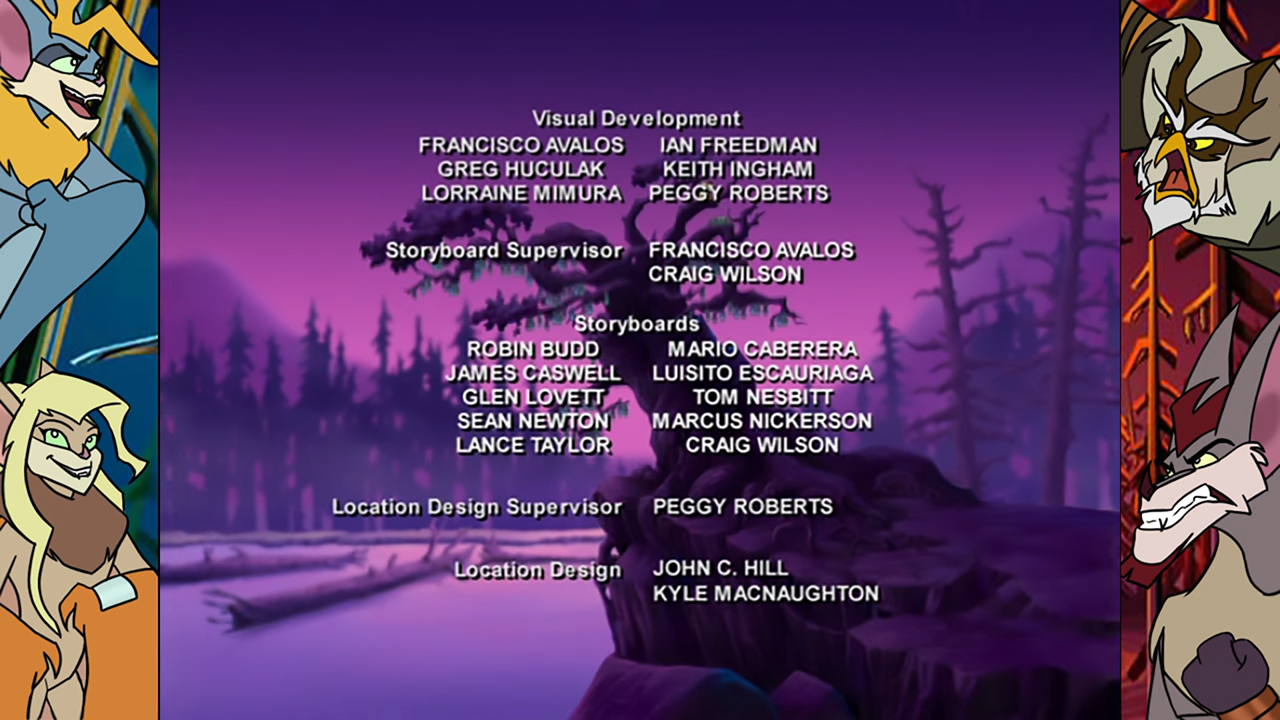 Visual Development
FRANCISCO AVALOS IAN FREEDMAN
GREG HUCULAK KEITH INGHAM
LORRAINE MIMURA PEGGY ROBERTS
Storyboard Supervisor FRANCISCO AVALOS
CRAIG WILSON
Storyboards
ROBIN BUDD MARIO CABERERA
JAMES CASWELL LUISITO ESCAURIAGA
GLEN LOVETT TOM NESBITT
SEAN NEWTON MARCUS NICKERSON
LANCE TAYLOR CRAIG WILSON
Location Design Supervisor PEGGY ROBERTS
Location Design JOHN C. HILL
KYLE MACNAUGHTON